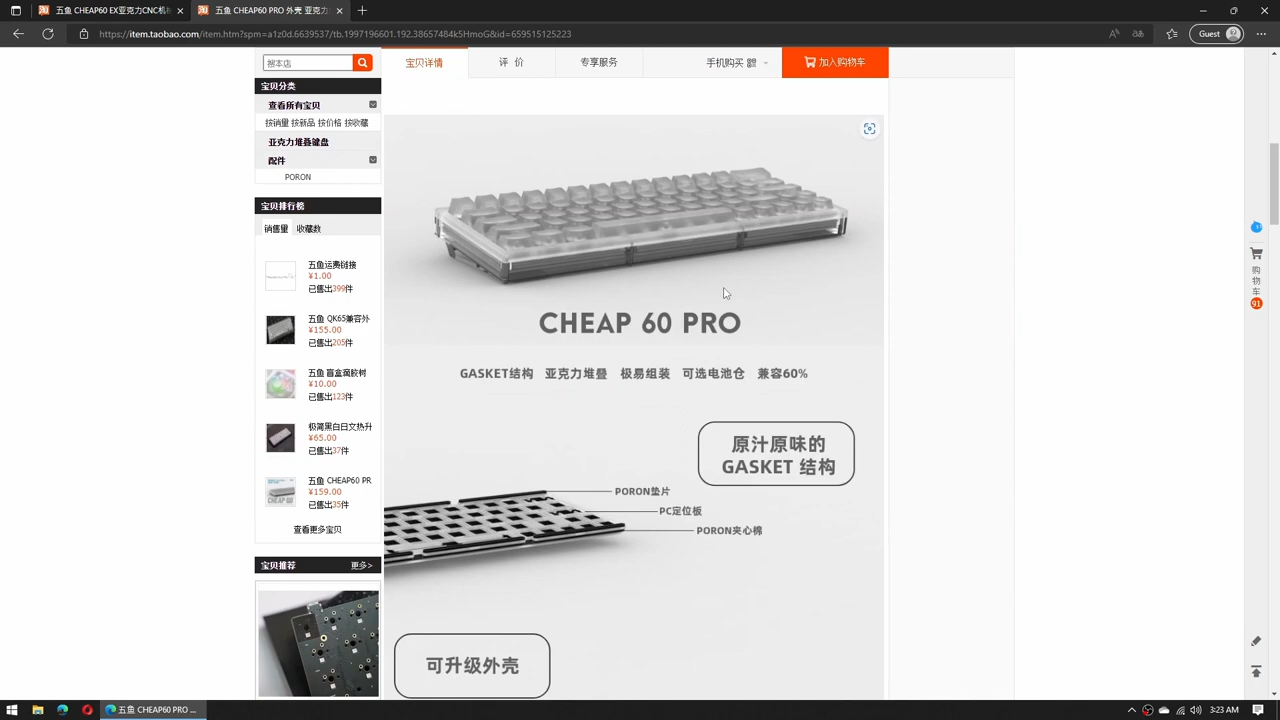 五鱼 CHEAP60 EX亚克力CNC机
五鱼 CHEAP60 PRO 外壳 亚克力
https://item.taobao.com/item.htm?spm=a1z0d.6639537/tb.1997196601.192.38657484k5HmoG&id=659515125223
Guest
搜本店
宝贝详情
评 价
专享服务
手机购买
加入购物车
宝贝分类
查看所有宝贝
按销量 按新品 按价格 按收藏
亚克力堆叠键盘
配件
PORON
宝贝排行榜
销售量 收藏数
五鱼运费链接
¥1.00
已售出399件
五鱼 QK65兼容外
¥155.00
已售出205件
五鱼 盲盒滴胶树
¥10.00
已售出123件
极简黑白日文热升
¥65.00
已售出37件
五鱼 CHEAP60 PR
¥159.00
已售出35件
查看更多宝贝
宝贝推荐 更多>
CHEAP 60 PRO
GASKET结构 亚克力堆叠 极易组装 可选电池仓 兼容60%
原汁原味的
GASKET 结构
PORON垫片
PC定位板
PORON夹心棉
可升级外壳
购
物
车
91
五鱼 CHEAP60 PRO ...
3:23 AM